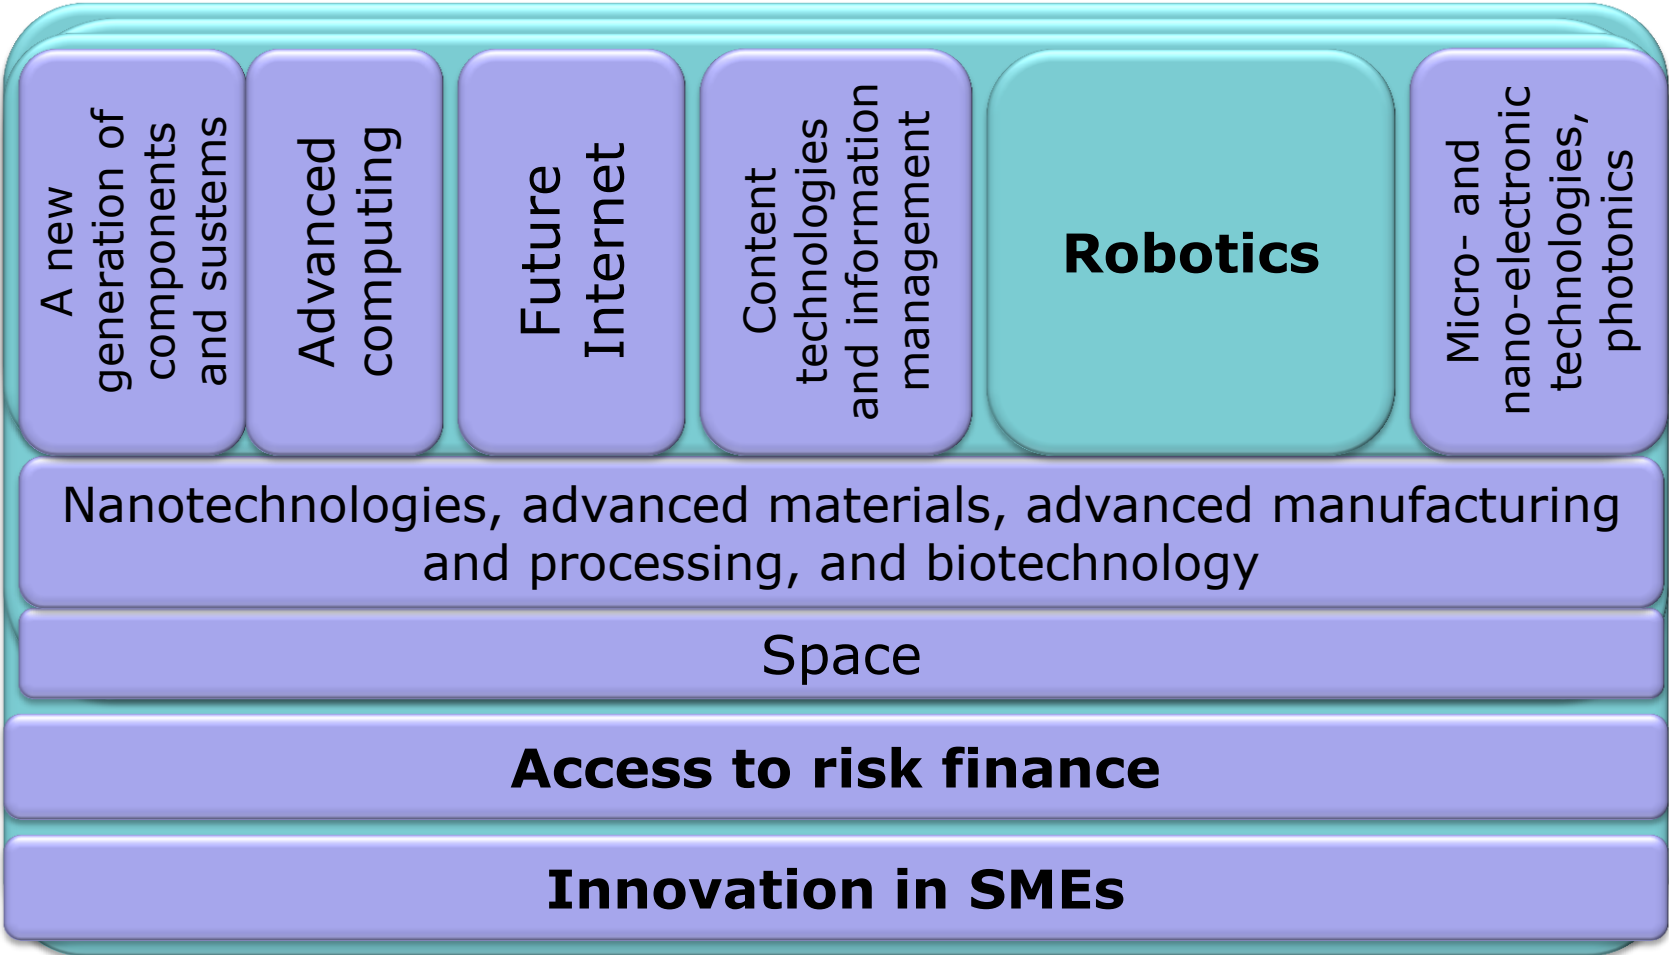 A new
generation of
components
and sustems
Advanced
computing
Future
Internet
Content
technologies
and information
management
Robotics
Micro- and
nano-electronic
technologies,
photonics
Nanotechnologies, advanced materials, advanced manufacturing
and processing, and biotechnology
Space
Access to risk finance
Innovation in SMEs